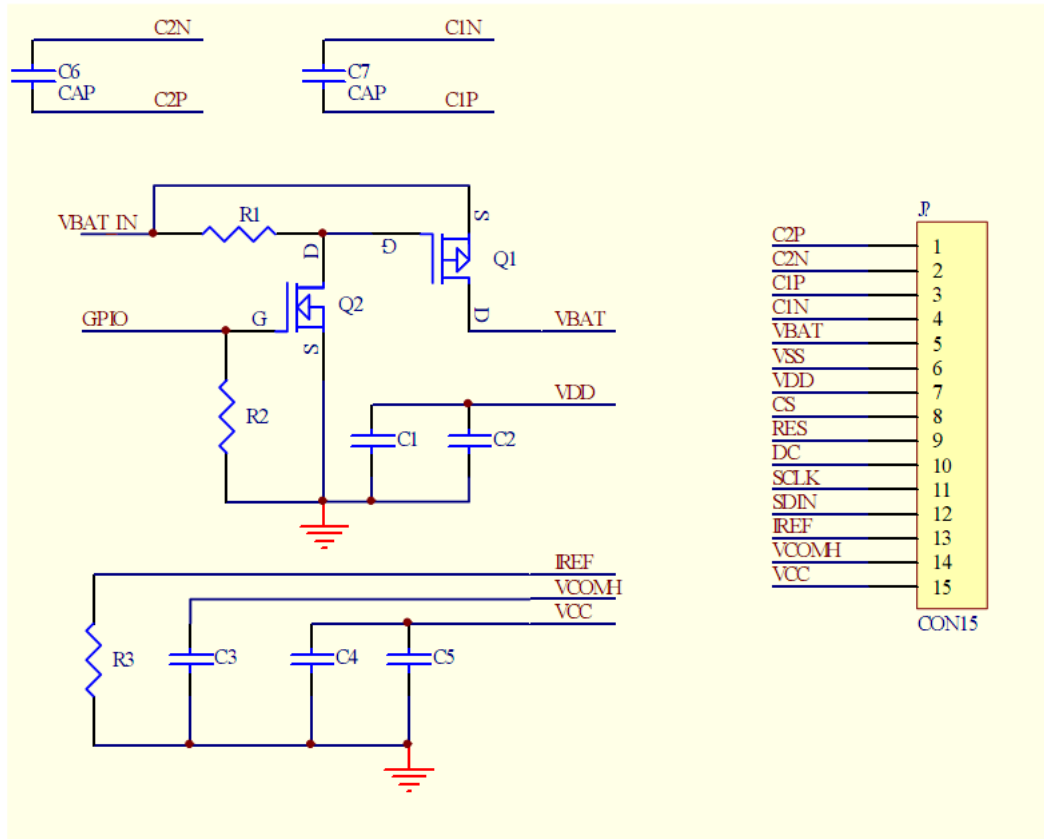 C2N
C6
CAP
C2P
C1N
C7
CAP
C1P
VBAT IN
R1
D
G
S
Q1
D
VBAT
GPIO
G
Q2
S
R2
VDD
C1
C2
IREF
VCOMH
VCC
R3
C3
C4
C5
JP
C2P 1
C2N 2
C1P 3
C1N 4
VBAT 5
VSS 6
VDD 7
CS 8
RES 9
DC 10
SCLK 11
SDIN 12
IREF 13
VCOMH 14
VCC 15
CON15